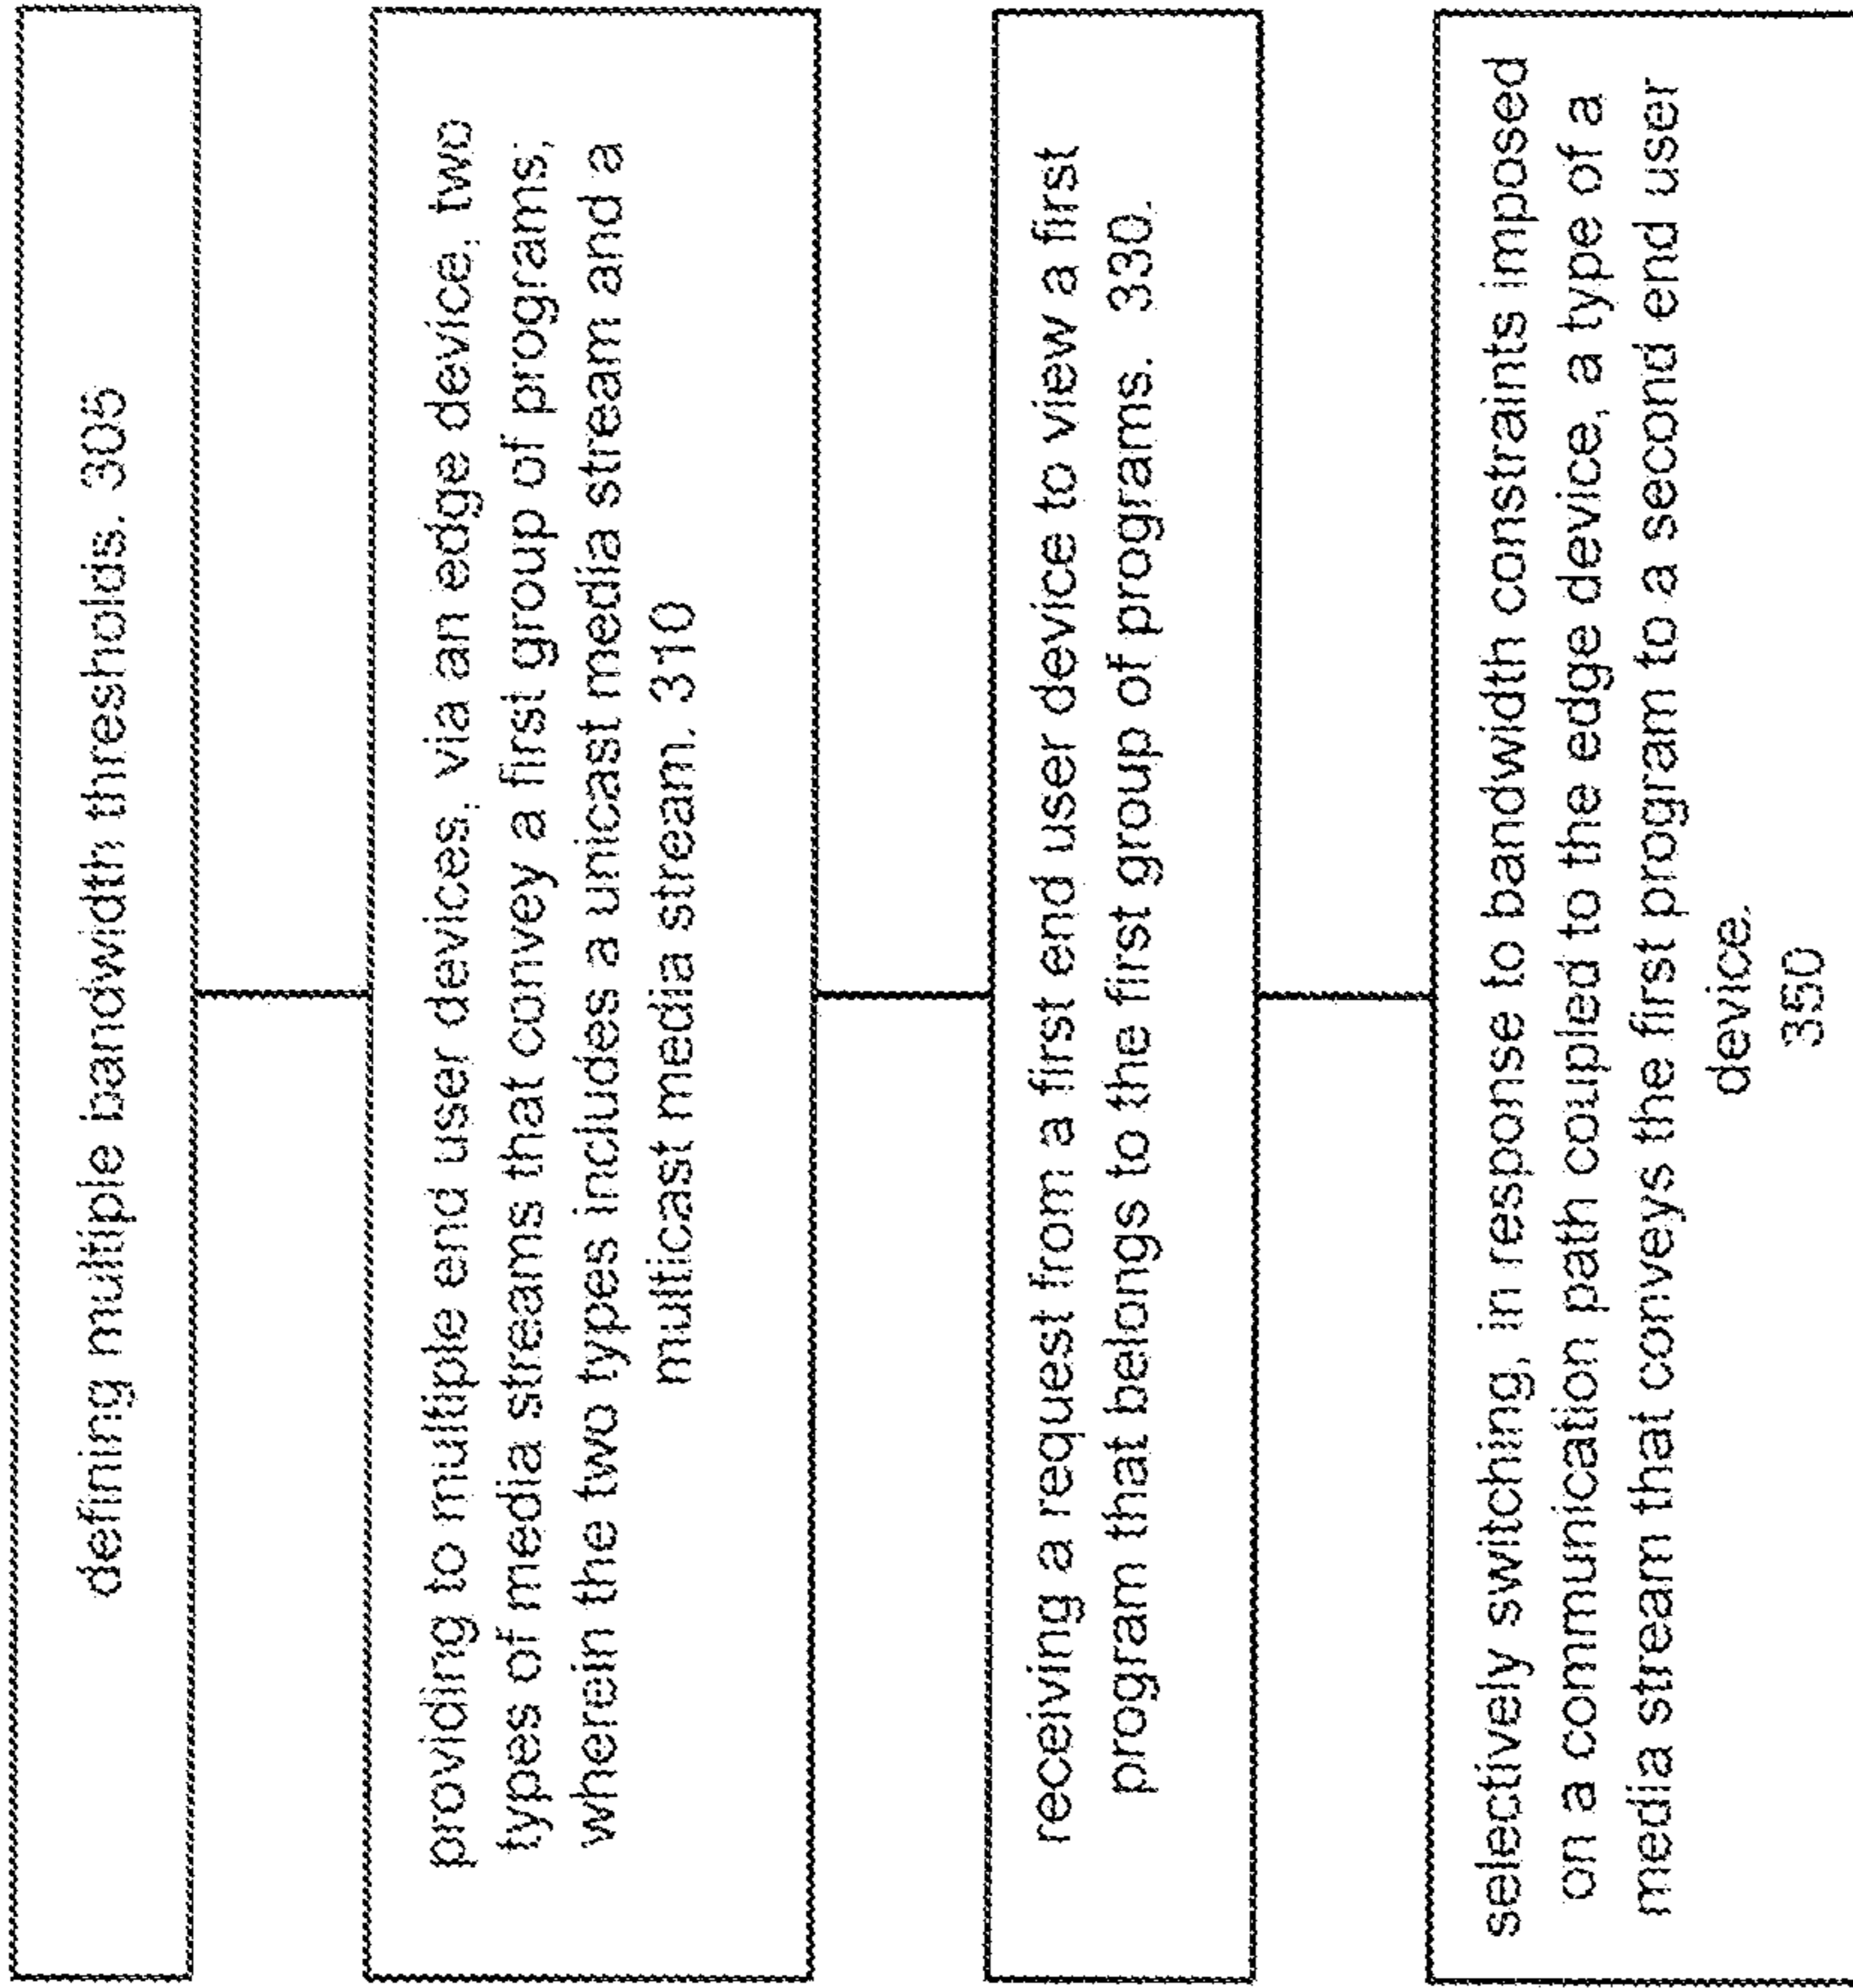 defining multiple bandwidth thresholds. 305
providing to multiple end user devices, via an edge device, two
types of media streams that convey a first group of programs;
wherein the two types includes a unicast media stream and a
multicast media stream. 310
receiving a request from a first end user device to view a first
program that belongs to the first group of programs. 330.
selectively switching, in response to bandwidth constraints imposed
on a communication path coupled to the edge device, a type of a
media stream that conveys the first program to a second end user
device.
350